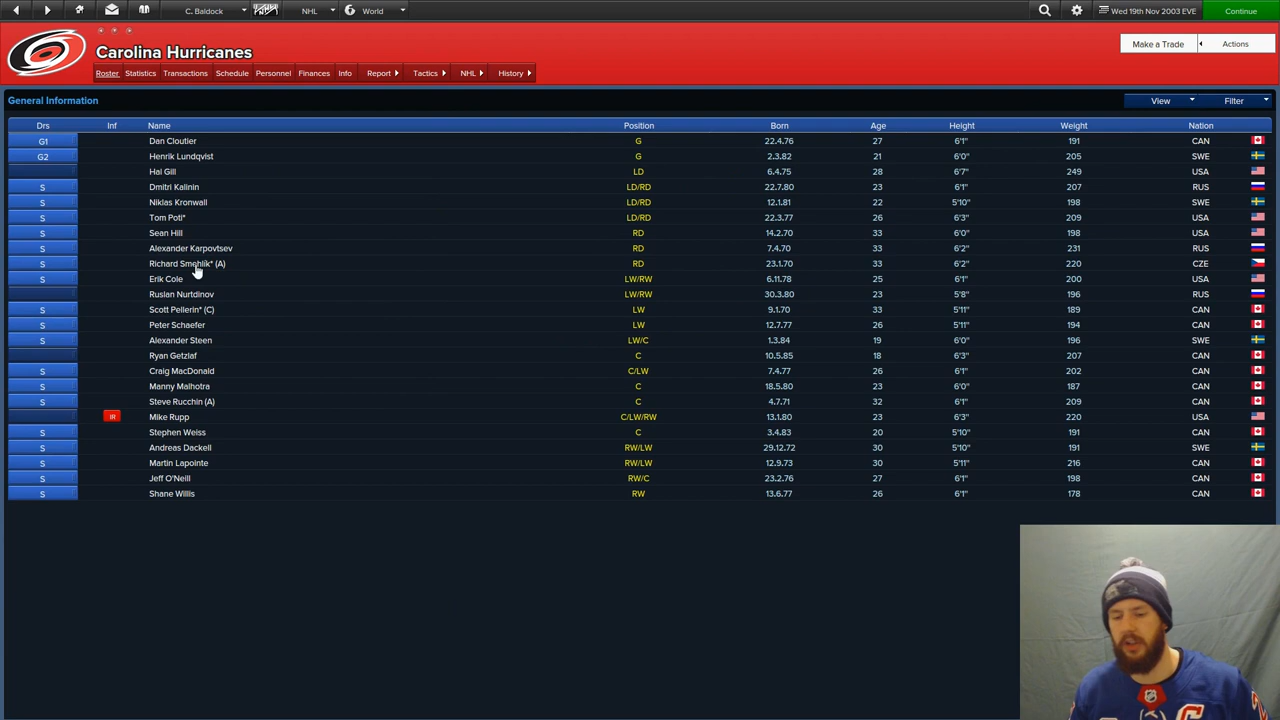 C. Baldock NHL World Wed 19th Nov 2003 EVE Continue
Carolina Hurricanes
Make a Trade Actions
Roster Statistics Transactions Schedule Personnel Finances Info Report Tactics NHL History
General Information View Filter
Drs Inf Name Position Born Age Height Weight Nation
G1 Dan Cloutier G 22.4.76 27 6'1" 191 CAN
G2 Henrik Lundqvist G 2.3.82 21 6'0" 205 SWE
Hal Gill LD 6.4.75 28 6'7" 249 USA
S Dmitri Kalinin LD/RD 22.7.80 23 6'1" 207 RUS
S Niklas Kronwall LD/RD 12.1.81 22 5'10" 198 SWE
S Tom Poti* LD/RD 22.3.77 26 6'3" 209 USA
S Sean Hill RD 14.2.70 33 6'0" 198 USA
S Alexander Karpovtsev RD 7.4.70 33 6'2" 231 RUS
S Richard Smehlík* (A) RD 23.1.70 33 6'2" 220 CZE
S Erik Cole LW/RW 6.11.78 25 6'1" 200 USA
Ruslan Nurtdinov LW/RW 30.3.80 23 5'8" 196 RUS
S Scott Pellerin* (C) LW 9.1.70 33 5'11" 189 CAN
S Peter Schaefer LW 12.7.77 26 5'11" 194 CAN
S Alexander Steen LW/C 1.3.84 19 6'0" 196 SWE
Ryan Getzlaf C 10.5.85 18 6'3" 207 CAN
S Craig MacDonald C/LW 7.4.77 26 6'1" 202 CAN
S Manny Malhotra C 18.5.80 23 6'0" 187 CAN
S Steve Rucchin (A) C 4.7.71 32 6'1" 209 CAN
IR Mike Rupp C/LW/RW 13.1.80 23 6'3" 220 USA
S Stephen Weiss C 3.4.83 20 5'10" 191 CAN
S Andreas Dackell RW/LW 29.12.72 30 5'10" 191 SWE
S Martin Lapointe RW/LW 12.9.73 30 5'11" 216 CAN
S Jeff O'Neill RW/C 23.2.76 27 6'1" 198 CAN
S Shane Willis RW 13.6.77 26 6'1" 178 CAN